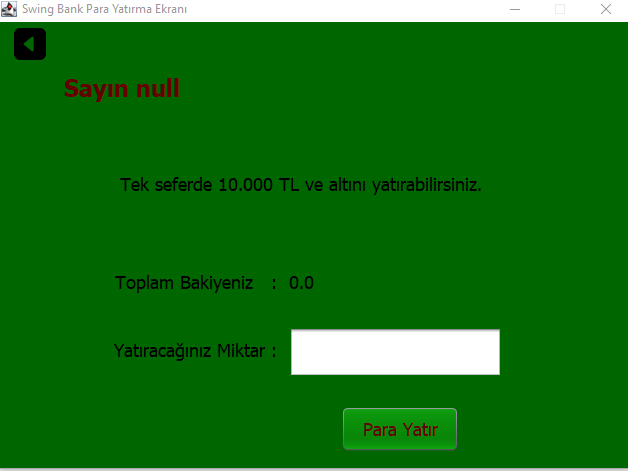 Swing Bank Para Yatırma Ekranı
Sayın null
Tek seferde 10.000 TL ve altını yatırabilirsiniz.
Toplam Bakiyeniz : 0.0
Yatıracağınız Miktar :
Para Yatır